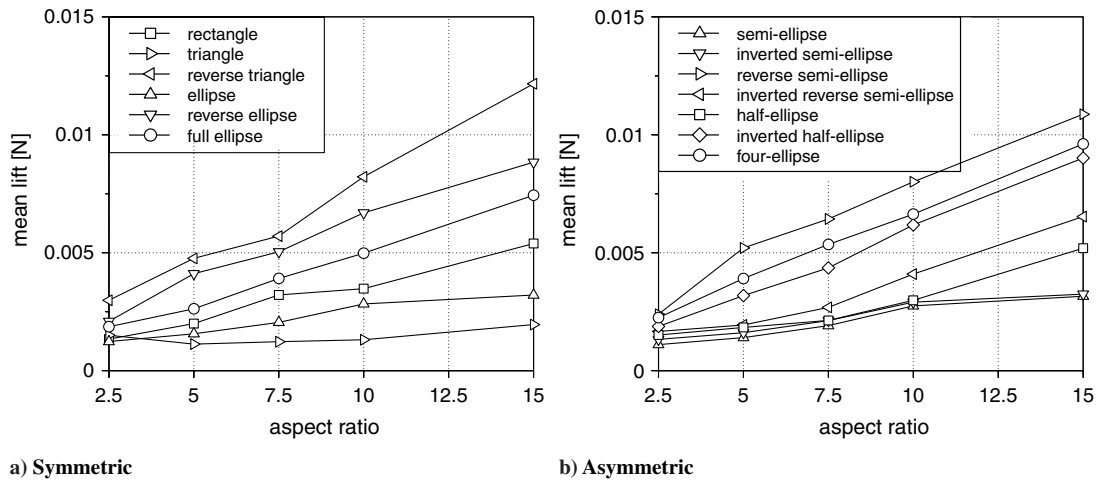 0.015
0.01
0.005
0
mean lift [N]
rectangle
triangle
reverse triangle
ellipse
reverse ellipse
full ellipse
2.5 5 7.5 10 12.5 15
aspect ratio
a) Symmetric
0.015
0.01
0.005
0
mean lift [N]
semi-ellipse
inverted semi-ellipse
reverse semi-ellipse
inverted reverse semi-ellipse
half-ellipse
inverted half-ellipse
four-ellipse
2.5 5 7.5 10 12.5 15
aspect ratio
b) Asymmetric